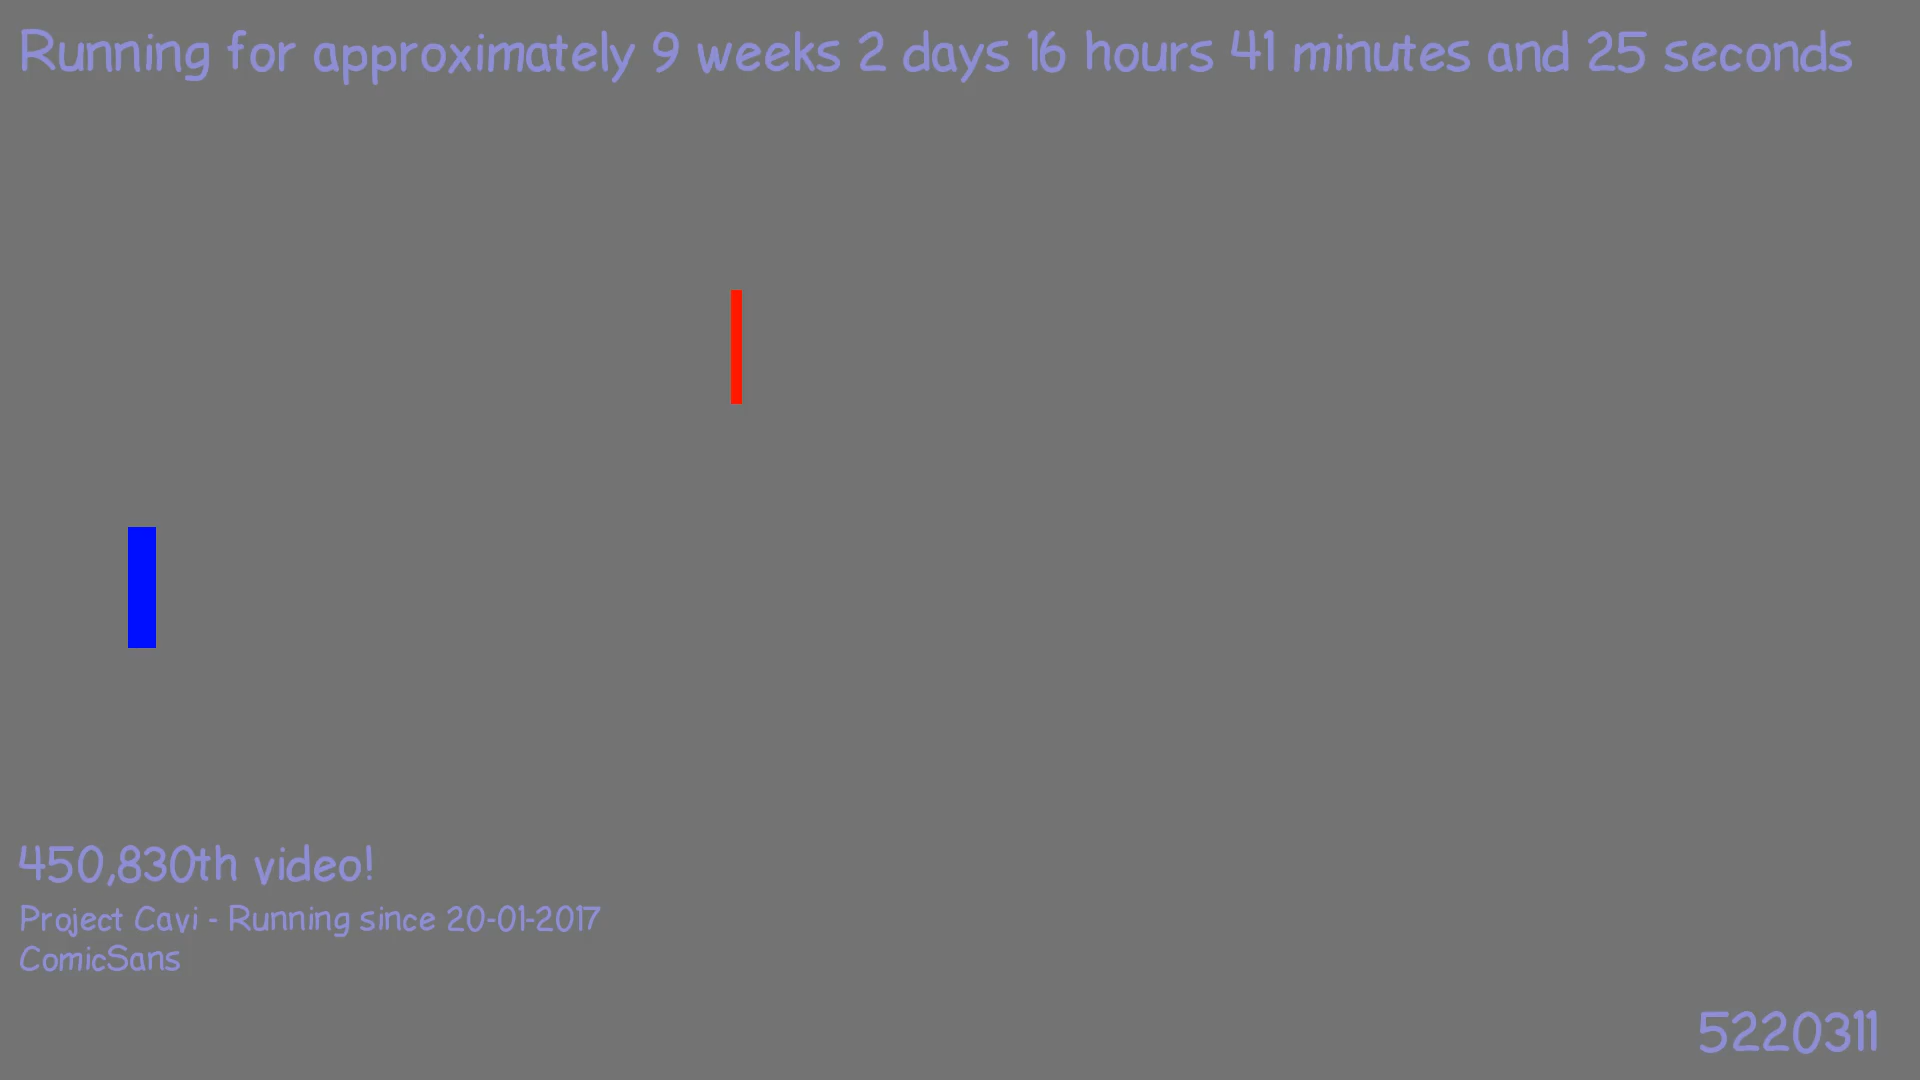 Running for approximately 9 weeks 2 days 16 hours 41 minutes and 25 seconds
450,830th video!
Project Cavi - Running since 20-01-2017
ComicSans
5220311